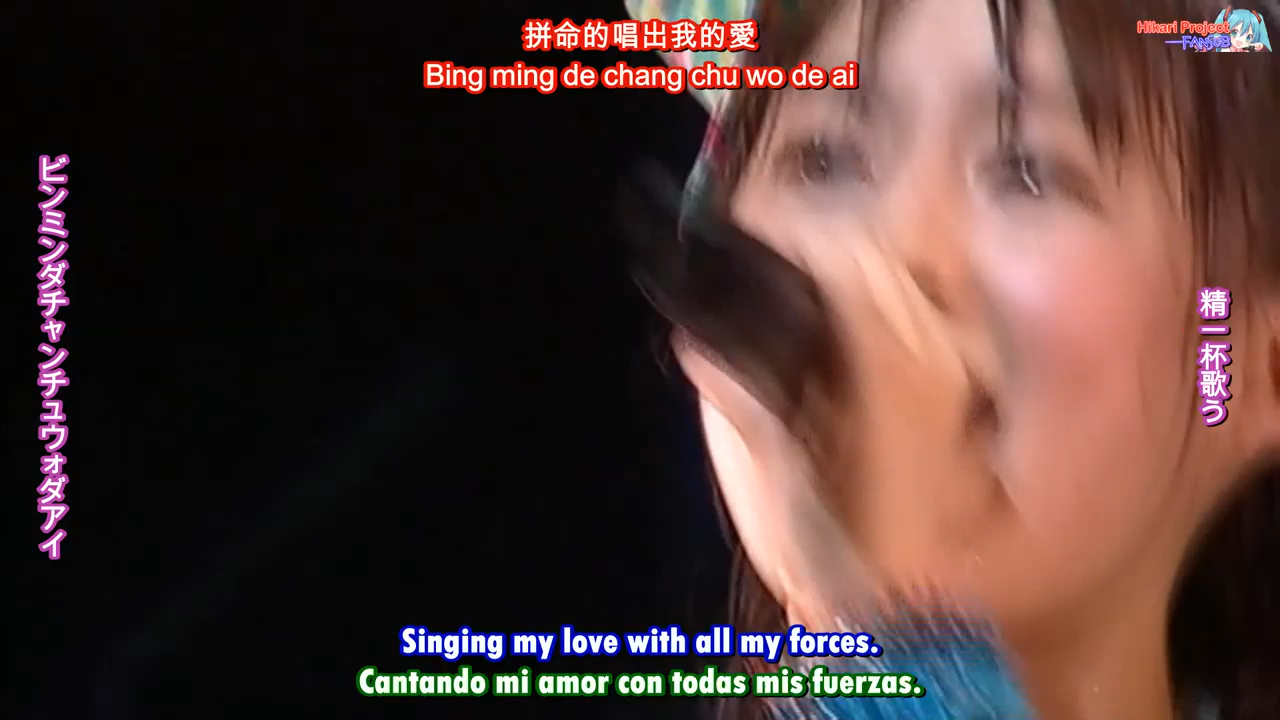 拼命的唱出我的愛
Bing ming de chang chu wo de ai
Hikari Project
—FANSUB
ビンミンダチャンチュウォダアイ
精一杯歌う
Singing my love with all my forces.
Cantando mi amor con todas mis fuerzas.